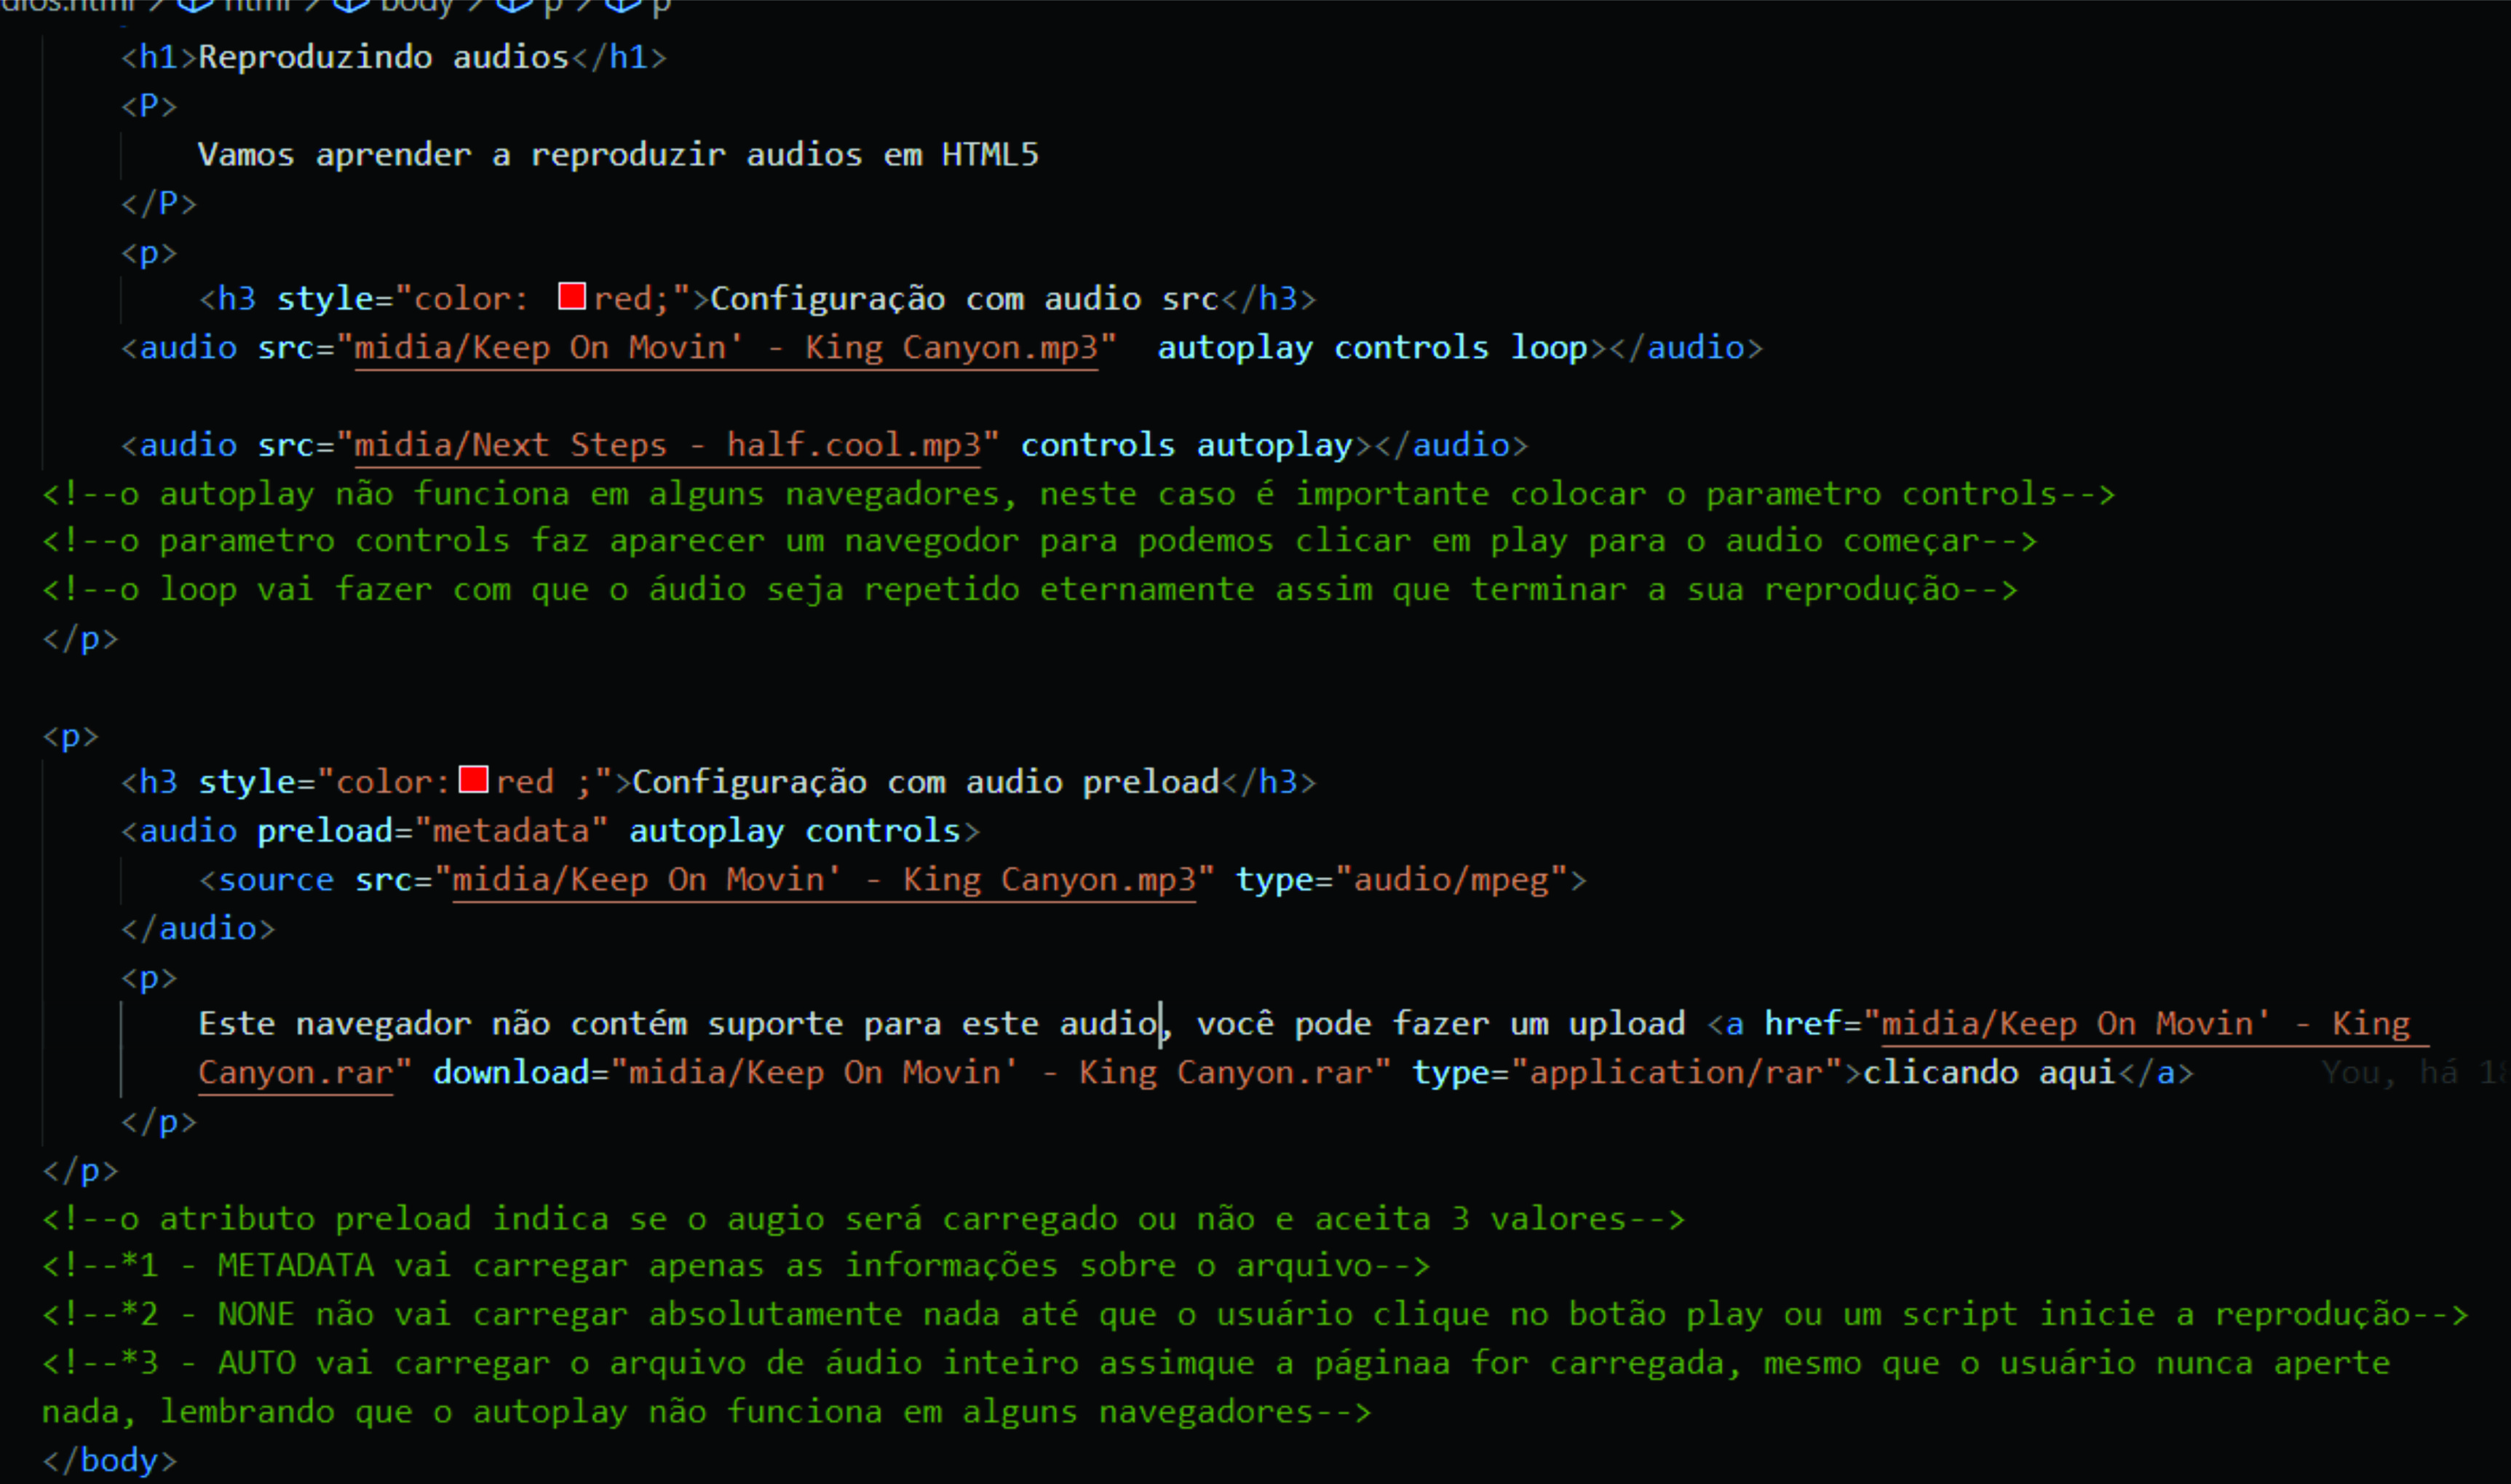 dios.html > html > body > p > p
<h1>Reproduzindo audios</h1>
<P>
Vamos aprender a reproduzir audios em HTML5
</P>
<p>
<h3 style="color: red;">Configuração com audio src</h3>
<audio src="midia/Keep On Movin' - King Canyon.mp3"  autoplay controls loop></audio>
<audio src="midia/Next Steps - half.cool.mp3" controls autoplay></audio>
<!--o autoplay não funciona em alguns navegadores, neste caso é importante colocar o parametro controls-->
<!--o parametro controls faz aparecer um navegodor para podemos clicar em play para o audio começar-->
<!--o loop vai fazer com que o áudio seja repetido eternamente assim que terminar a sua reprodução-->
</p>
<p>
<h3 style="color:red ;">Configuração com audio preload</h3>
<audio preload="metadata" autoplay controls>
<source src="midia/Keep On Movin' - King Canyon.mp3" type="audio/mpeg">
</audio>
<p>
Este navegador não contém suporte para este audio, você pode fazer um upload <a href="midia/Keep On Movin' - King
Canyon.rar" download="midia/Keep On Movin' - King Canyon.rar" type="application/rar">clicando aqui</a> You, há 1
</p>
</p>
<!--o atributo preload indica se o augio será carregado ou não e aceita 3 valores-->
<!--*1 - METADATA vai carregar apenas as informações sobre o arquivo-->
<!--*2 - NONE não vai carregar absolutamente nada até que o usuário clique no botão play ou um script inicie a reprodução-->
<!--*3 - AUTO vai carregar o arquivo de áudio inteiro assimque a páginaa for carregada, mesmo que o usuário nunca aperte
nada, lembrando que o autoplay não funciona em alguns navegadores-->
</body>